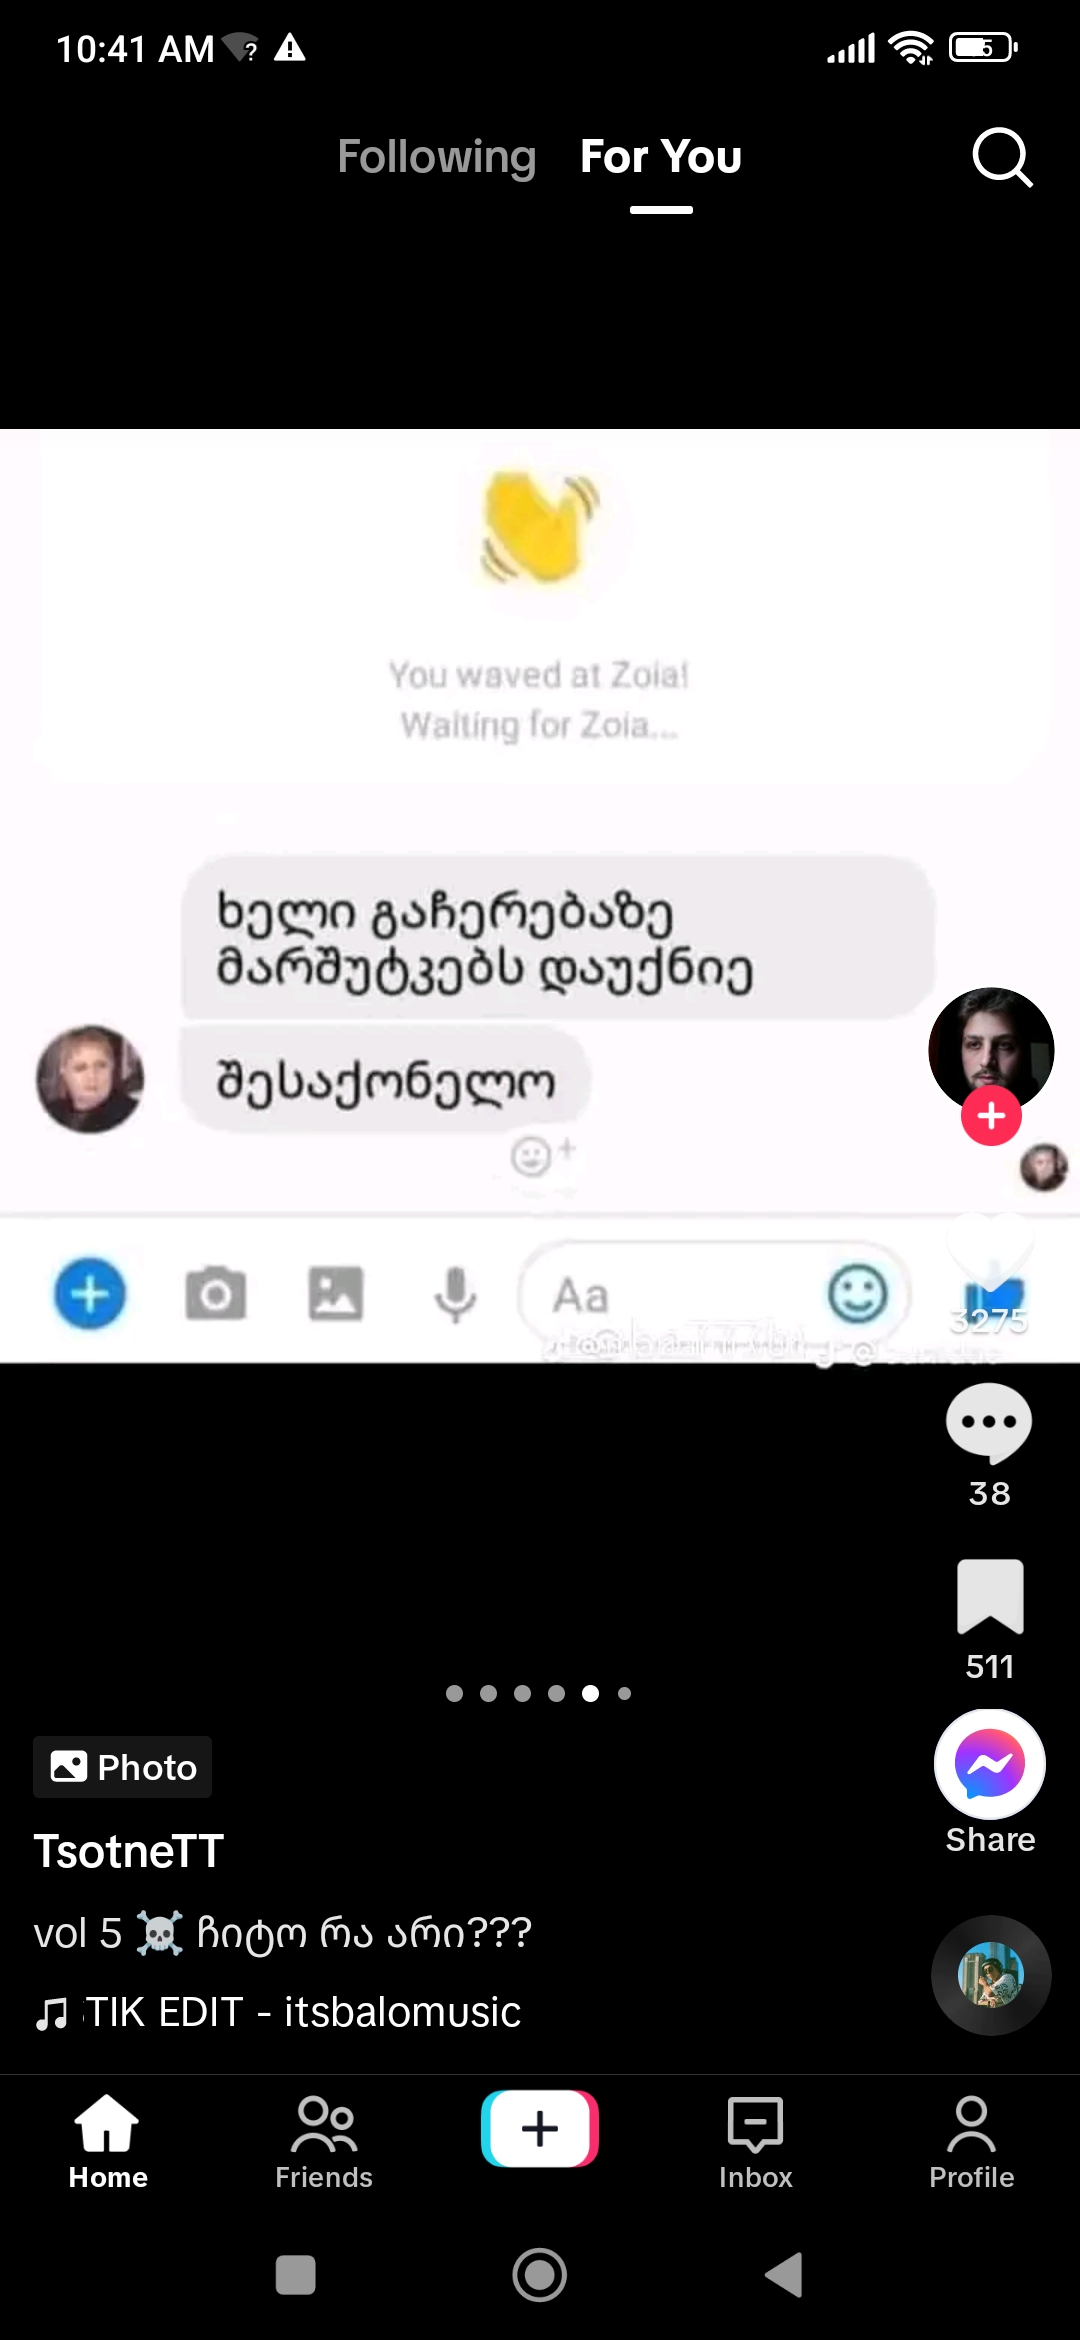 10:41 AM
Following For You
You waved at Zoia!
Waiting for Zoia...
ხელი გაჩერებაზე
მარშუტკებს დაუქნიე
შესაქონელო
Aa
3275
38
511
Share
Photo
TsotneTT
vol 5 ☠️ ჩიტო რა არი???
TIK EDIT - itsbalomusic
Home Friends Inbox Profile